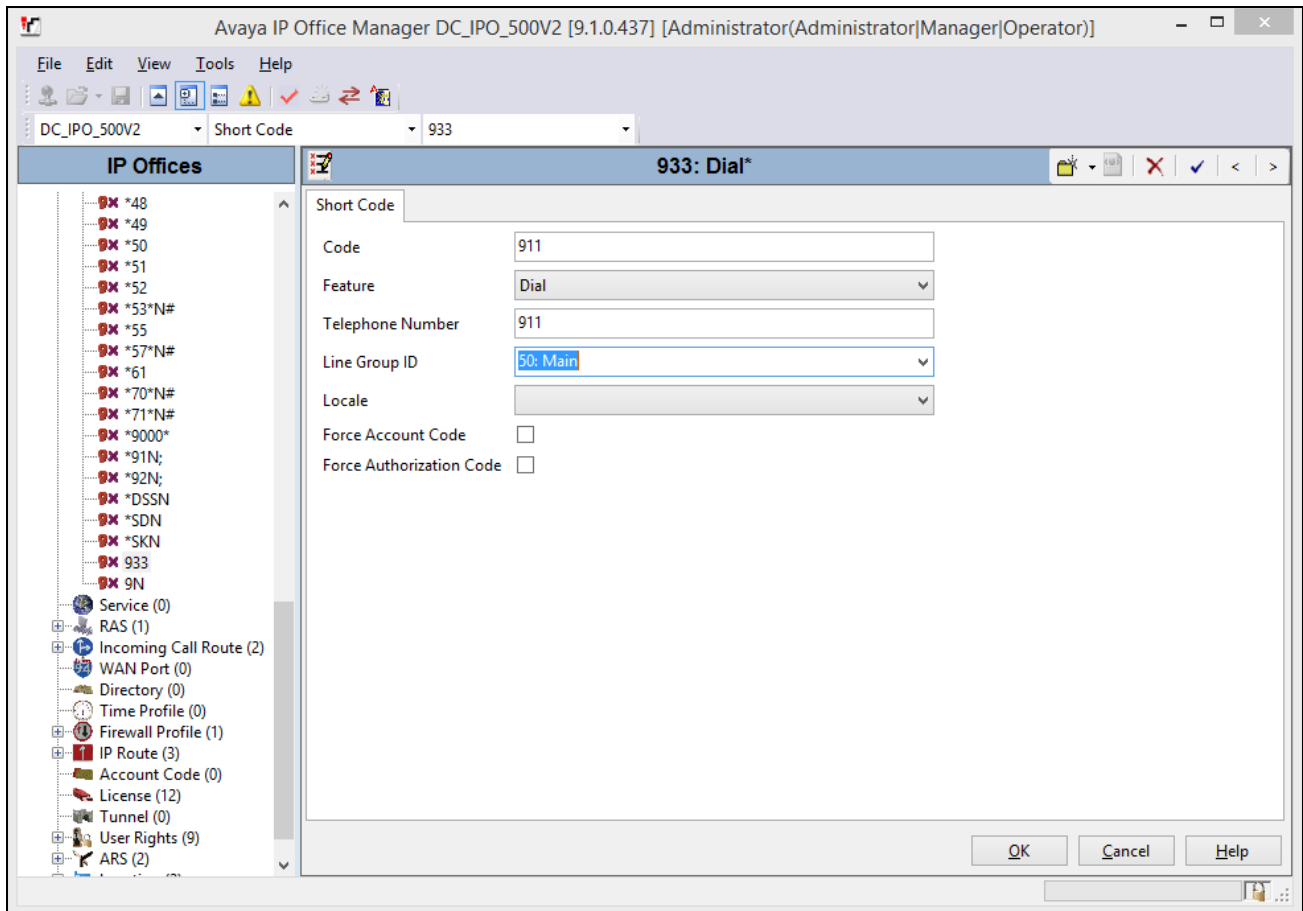 Avaya IP Office Manager DC_IPO_500V2 [9.1.0.437] [Administrator(Administrator|Manager|Operator)]
File Edit View Tools Help
DC_IPO_500V2 Short Code 933
IP Offices
*48
*49
*50
*51
*52
*53*N#
*55
*57*N#
*61
*70*N#
*71*N#
*9000*
*91N;
*92N;
*DSSN
*SDN
*SKN
933
9N
Service (0)
RAS (1)
Incoming Call Route (2)
WAN Port (0)
Directory (0)
Time Profile (0)
Firewall Profile (1)
IP Route (3)
Account Code (0)
License (12)
Tunnel (0)
User Rights (9)
ARS (2)
933: Dial*
< >
Short Code
Code 911
Feature Dial
Telephone Number 911
Line Group ID 50: Main
Locale
Force Account Code
Force Authorization Code
OK Cancel Help